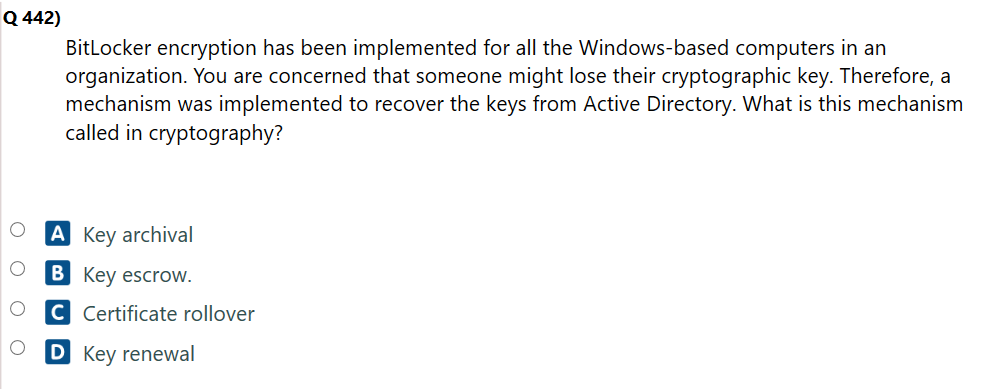 Q 442)
BitLocker encryption has been implemented for all the Windows-based computers in an
organization. You are concerned that someone might lose their cryptographic key. Therefore, a
mechanism was implemented to recover the keys from Active Directory. What is this mechanism
called in cryptography?
A Key archival
B Key escrow.
C Certificate rollover
D Key renewal